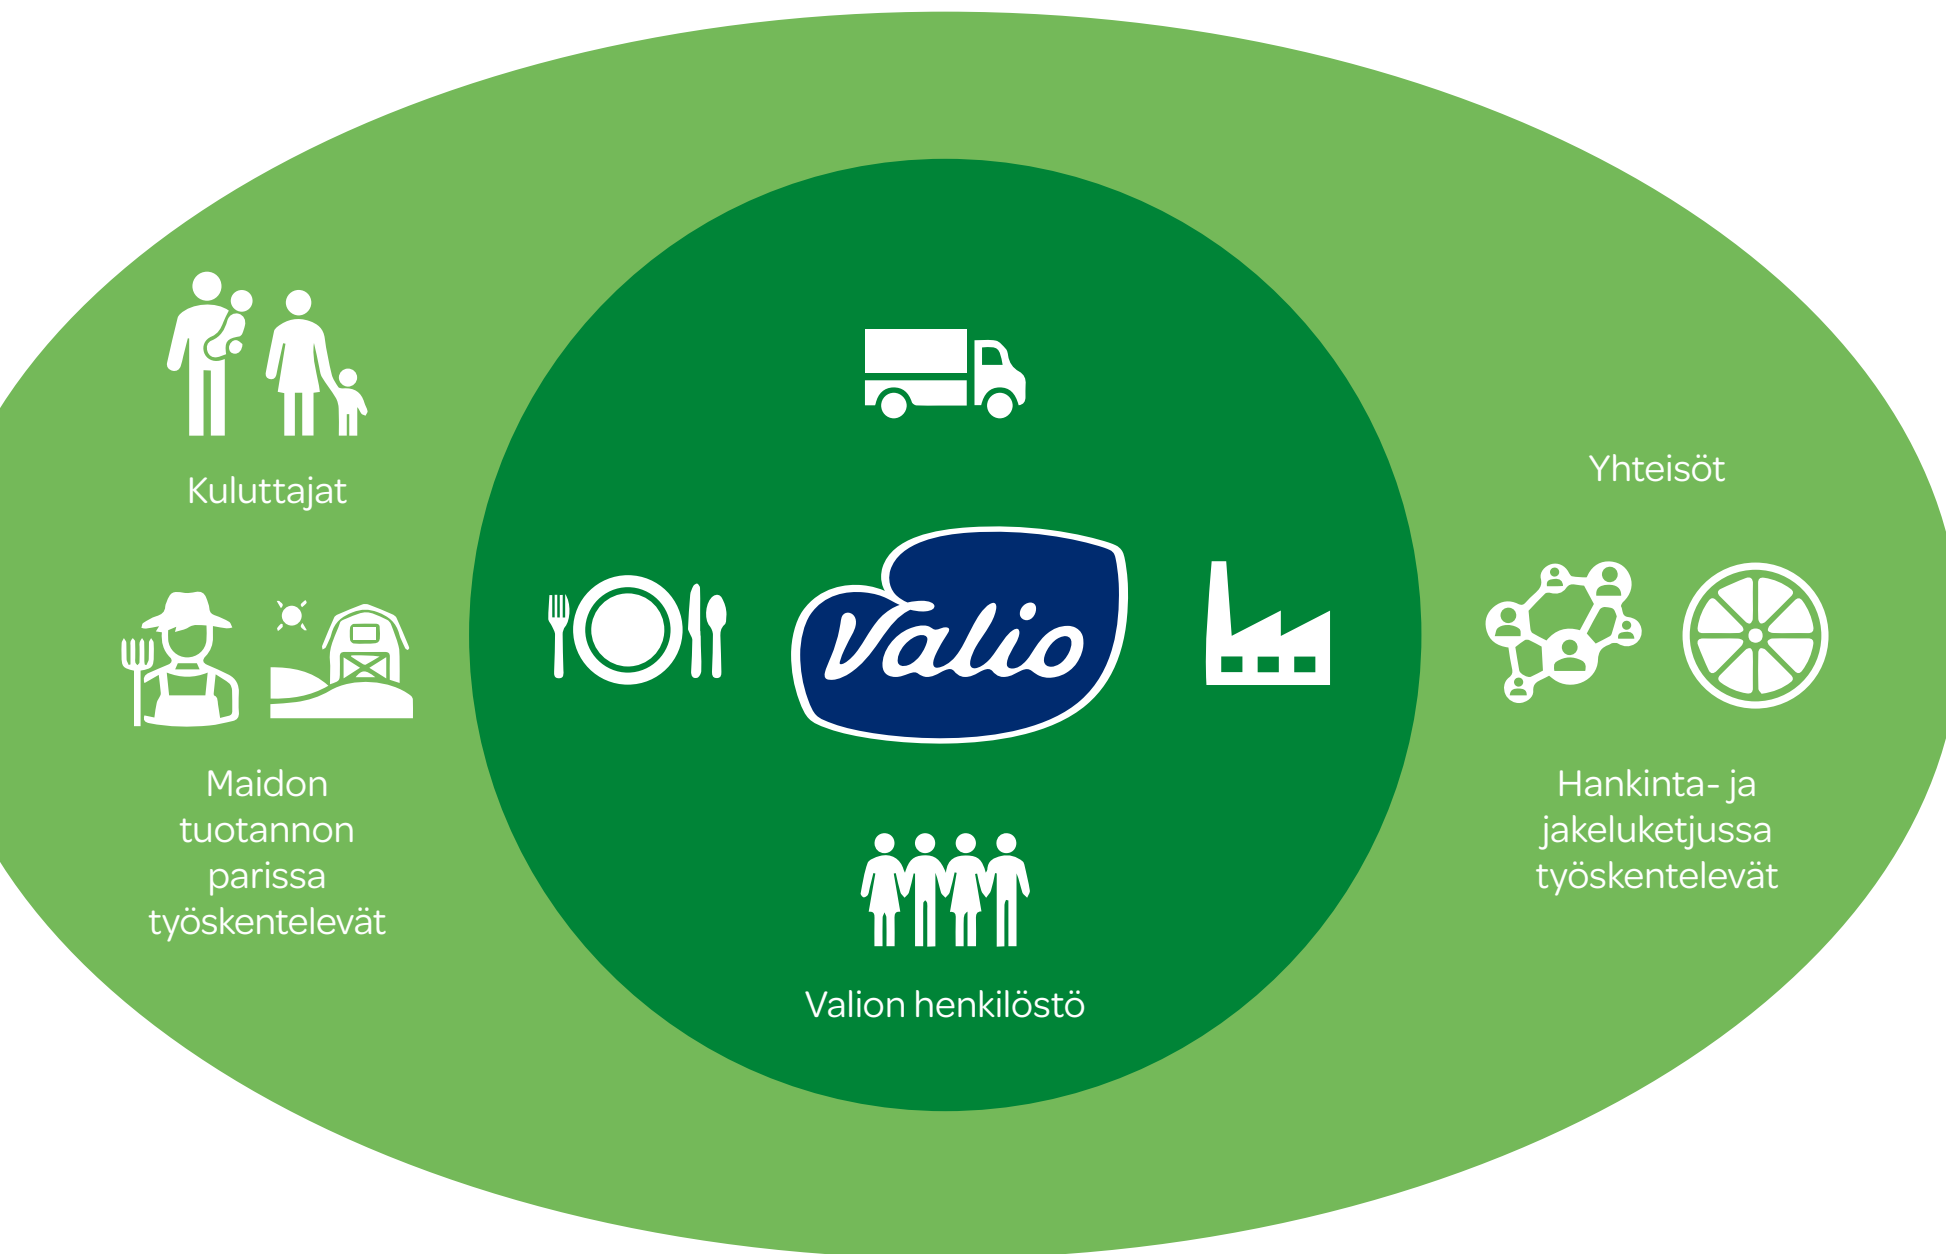 Kuluttajat
Maidon
tuotannon
parissa
työskentelevät
Valio
Valion henkilöstö
Yhteisöt
Hankinta- ja
jakeluketjussa
työskentelevät